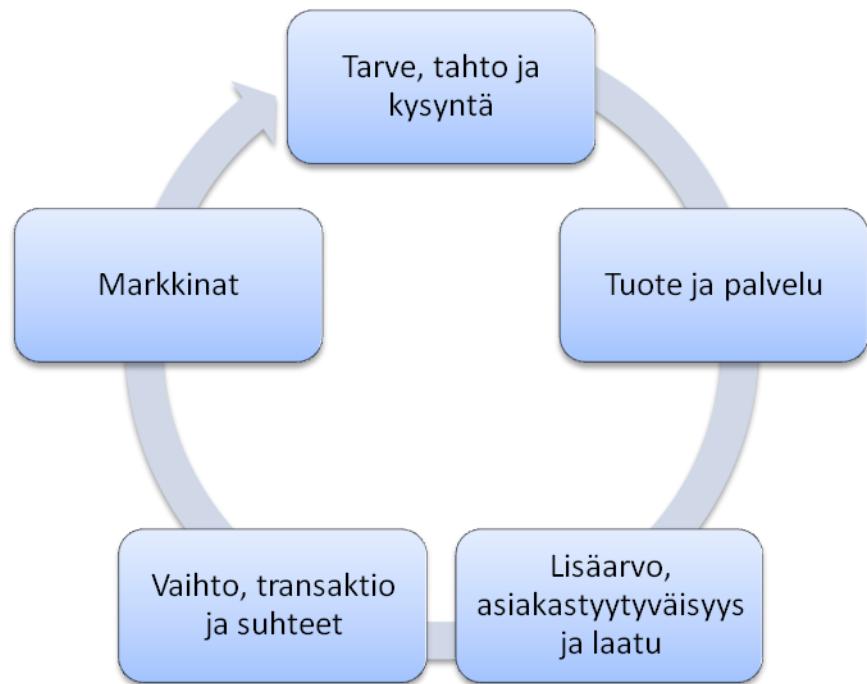 Tarve, tahto ja
kysyntä
Tuote ja palvelu
Lisäarvo,
asiakastyytyväisyys
ja laatu
Vaihto, transaktio
ja suhteet
Markkinat